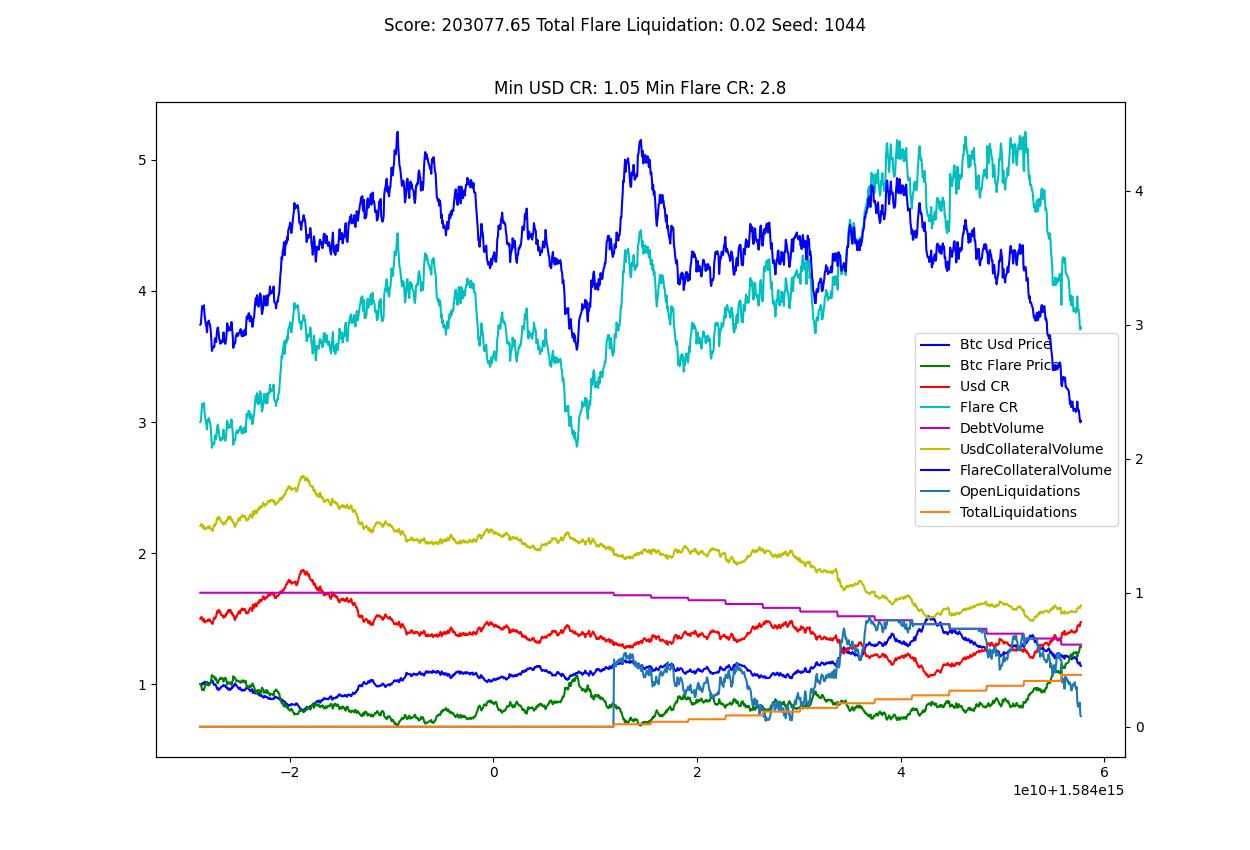 Score: 203077.65 Total Flare Liquidation: 0.02 Seed: 1044
Min USD CR: 1.05 Min Flare CR: 2.8
5
4
3
2
1
4
3
2
1
0
Btc Usd Price
Btc Flare Price
Usd CR
Flare CR
DebtVolume
UsdCollateralVolume
FlareCollateralVolume
OpenLiquidations
TotalLiquidations
−2 0 2 4 6
1e10+1.584e15